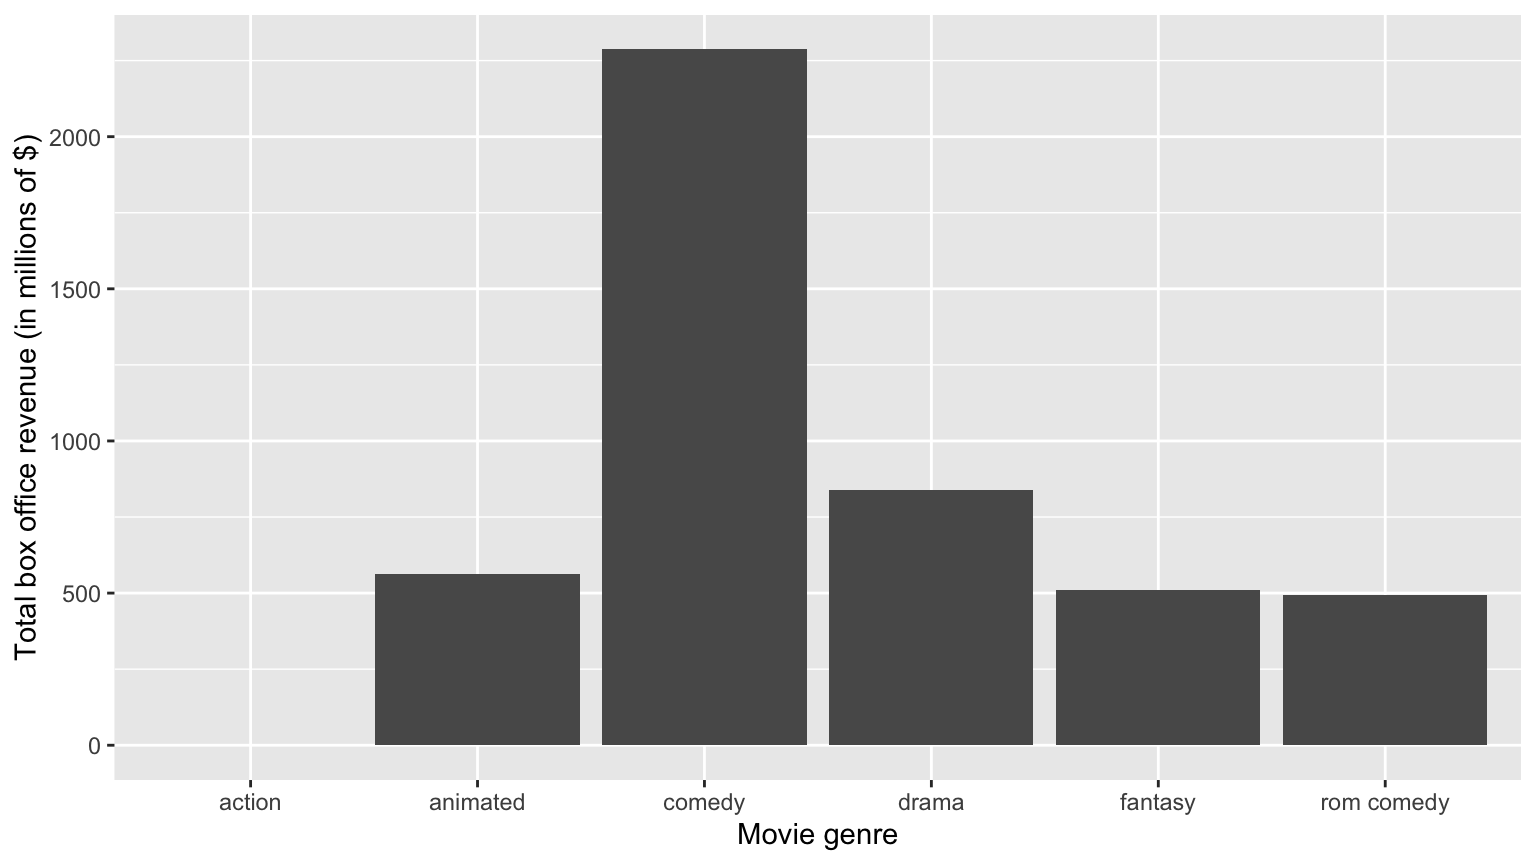 Total box office revenue (in millions of $)
2000
1500
1000
500
0
action animated comedy drama fantasy rom comedy
Movie genre